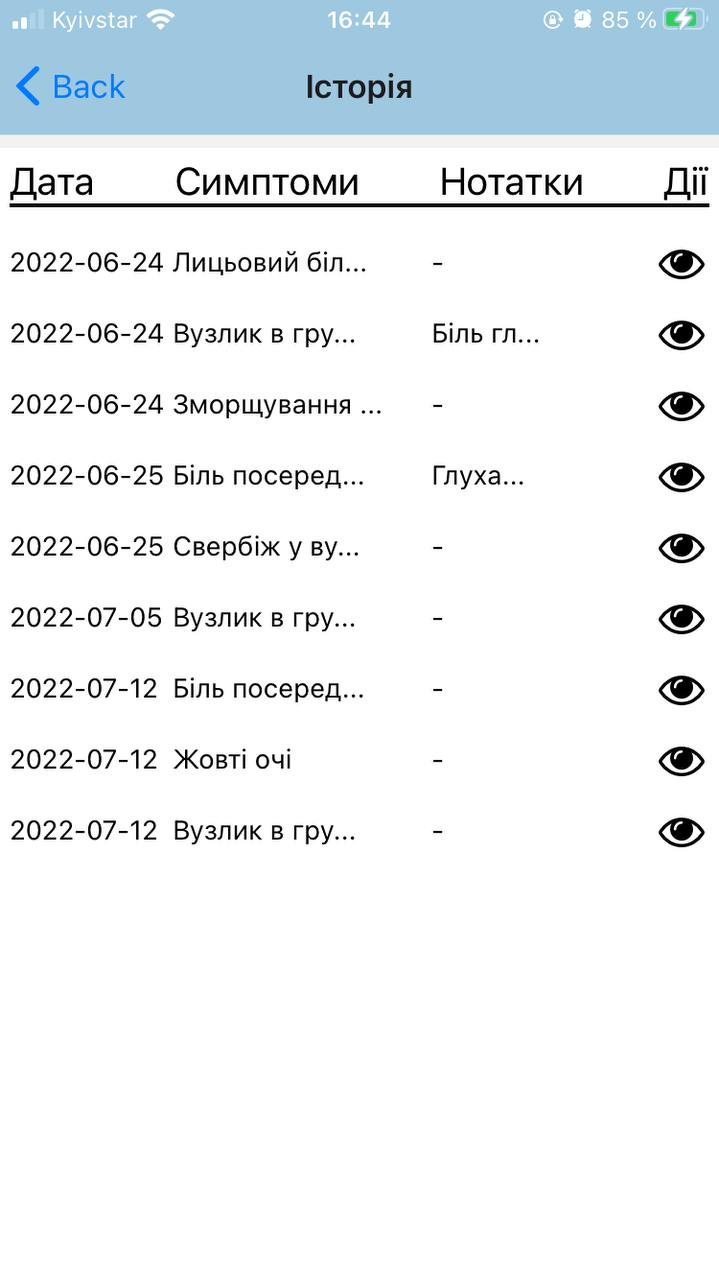 Kyivstar 16:44 85 %
Back Історія
Дата Симптоми Нотатки Дії
2022-06-24 Лицьовий біл... -
2022-06-24 Вузлик в гру... Біль гл...
2022-06-24 Зморщування ... -
2022-06-25 Біль посеред... Глуха...
2022-06-25 Свербіж у ву... -
2022-07-05 Вузлик в гру... -
2022-07-12 Біль посеред... -
2022-07-12 Жовті очі -
2022-07-12 Вузлик в гру... -